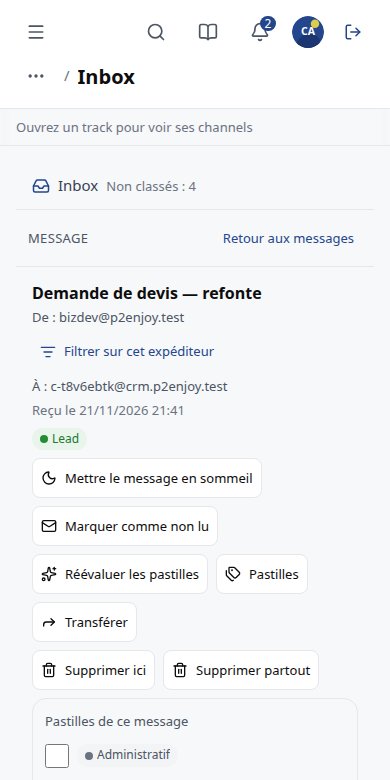 2
CA
/ Inbox
Ouvrez un track pour voir ses channels
Inbox Non classés : 4
MESSAGE Retour aux messages
Demande de devis — refonte
De : bizdev@p2enjoy.test
Filtrer sur cet expéditeur
À : c-t8v6ebtk@crm.p2enjoy.test
Reçu le 21/11/2026 21:41
Lead
Mettre le message en sommeil
Marquer comme non lu
Réévaluer les pastilles Pastilles
Transférer
Supprimer ici Supprimer partout
Pastilles de ce message
Administratif